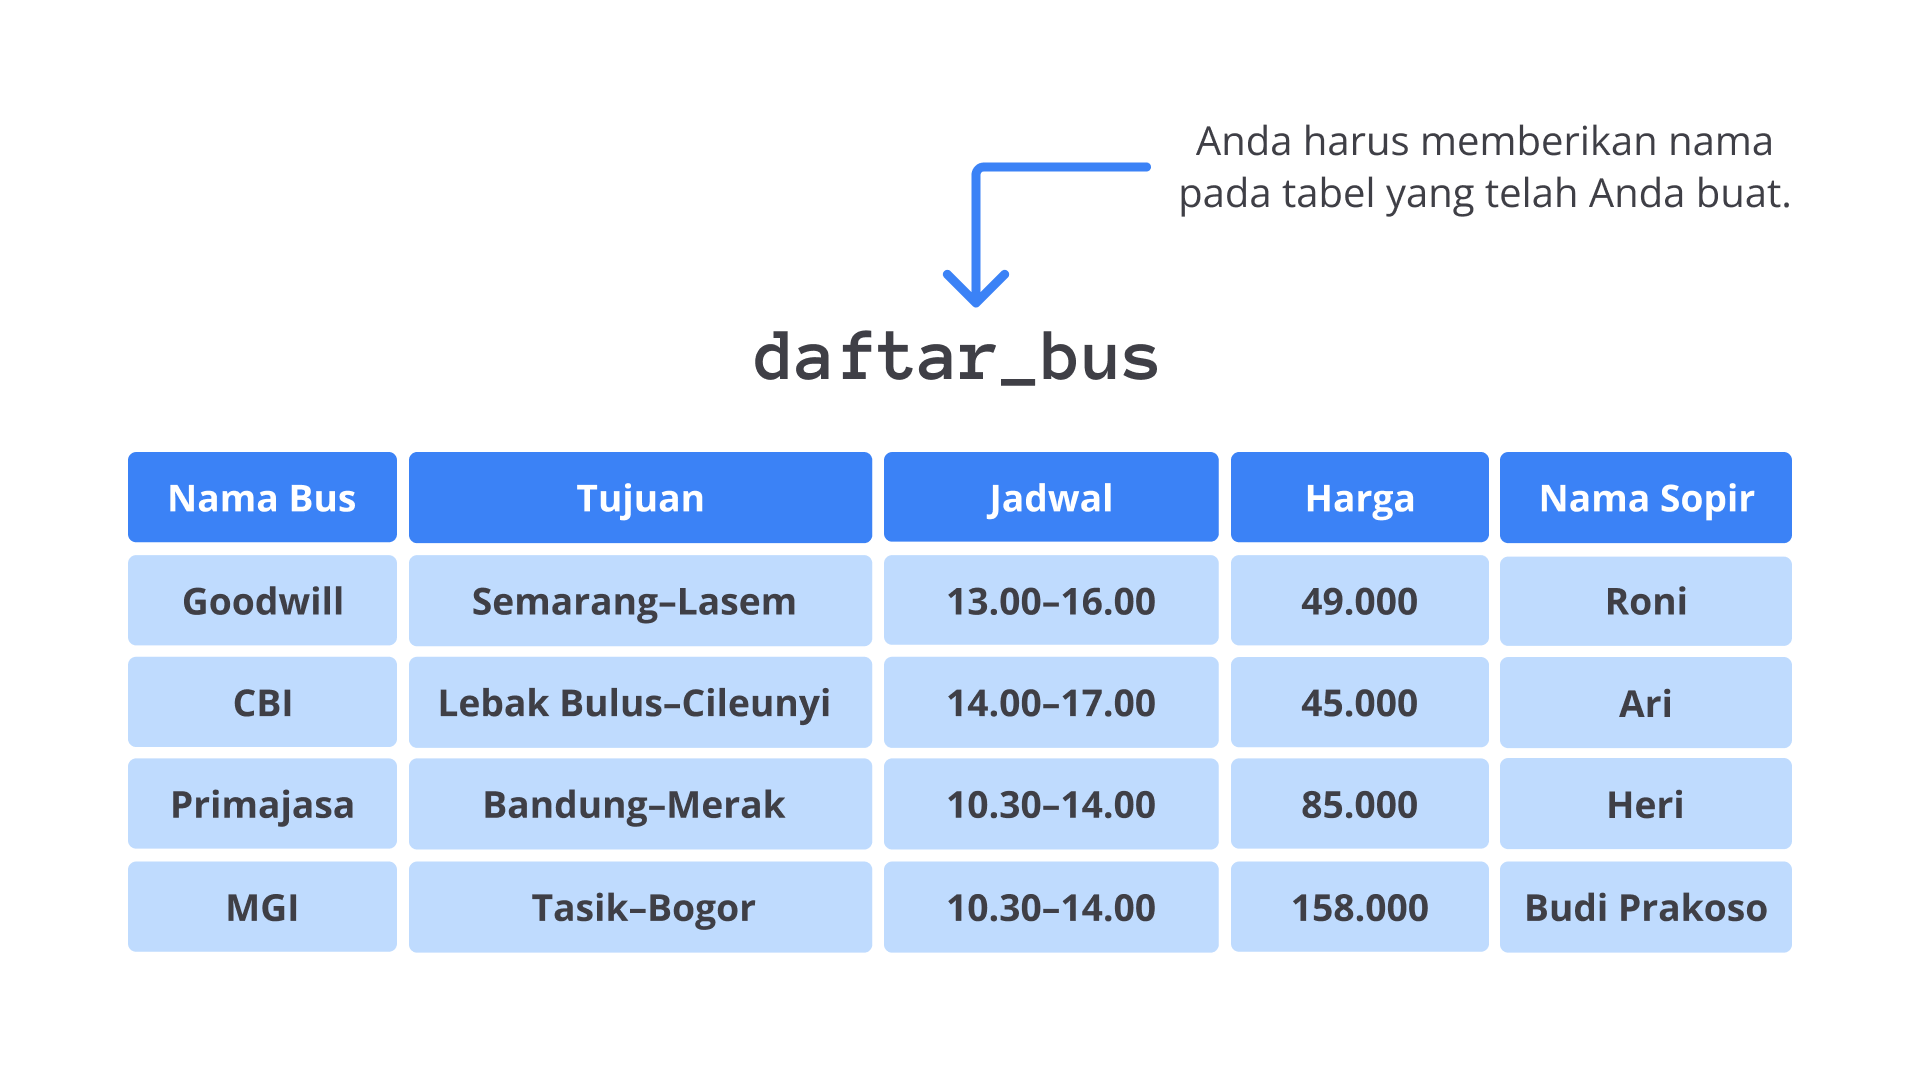 Anda harus memberikan nama
pada tabel yang telah Anda buat.
daftar_bus
Nama Bus Tujuan Jadwal Harga Nama Sopir
Goodwill Semarang–Lasem 13.00–16.00 49.000 Roni
CBI Lebak Bulus–Cileunyi 14.00–17.00 45.000 Ari
Primajasa Bandung–Merak 10.30–14.00 85.000 Heri
MGI Tasik–Bogor 10.30–14.00 158.000 Budi Prakoso